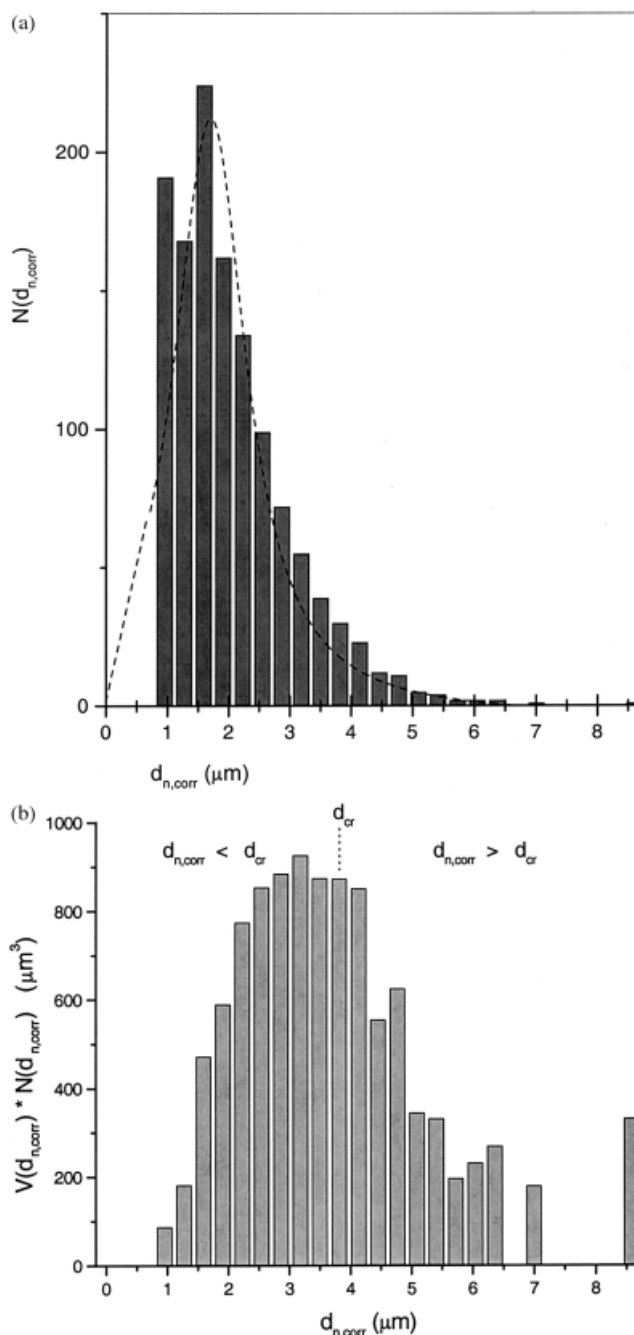 (a)
200
100
0
N(d_n,corr)
0 1 2 3 4 5 6 7 8
d_n,corr (μm)
(b)
d_cr
d_n,corr < d_cr
d_n,corr > d_cr
1000
800
600
400
200
0
V(d_n,corr) * N(d_n,corr) (μm³)
0 1 2 3 4 5 6 7 8
d_n,corr (μm)